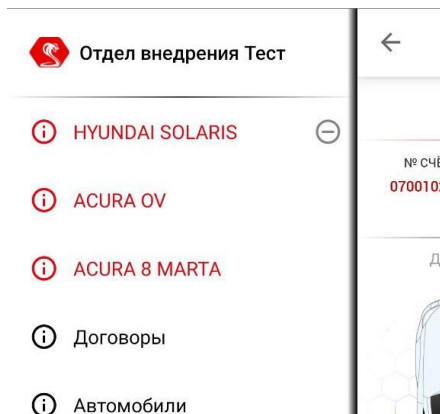 Отдел внедрения Тест
HYUNDAI SOLARIS
ACURA OV
ACURA 8 MARTA
Договоры
Автомобили